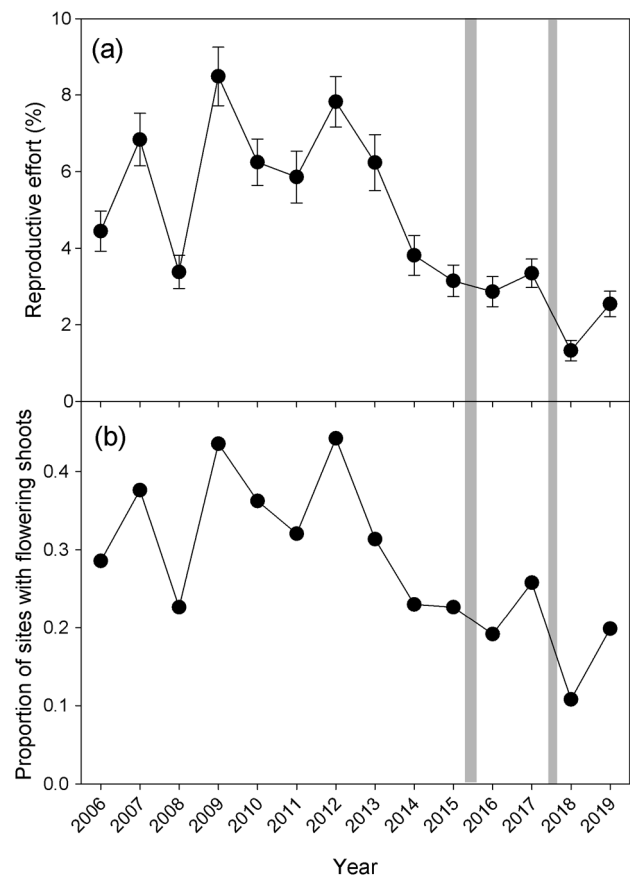 (a)
Reproductive effort (%)
10
8
6
4
2
0
(b)
Proportion of sites with flowering shoots
0.4
0.3
0.2
0.1
0.0
2006 2007 2008 2009 2010 2011 2012 2013 2014 2015 2016 2017 2018 2019
Year